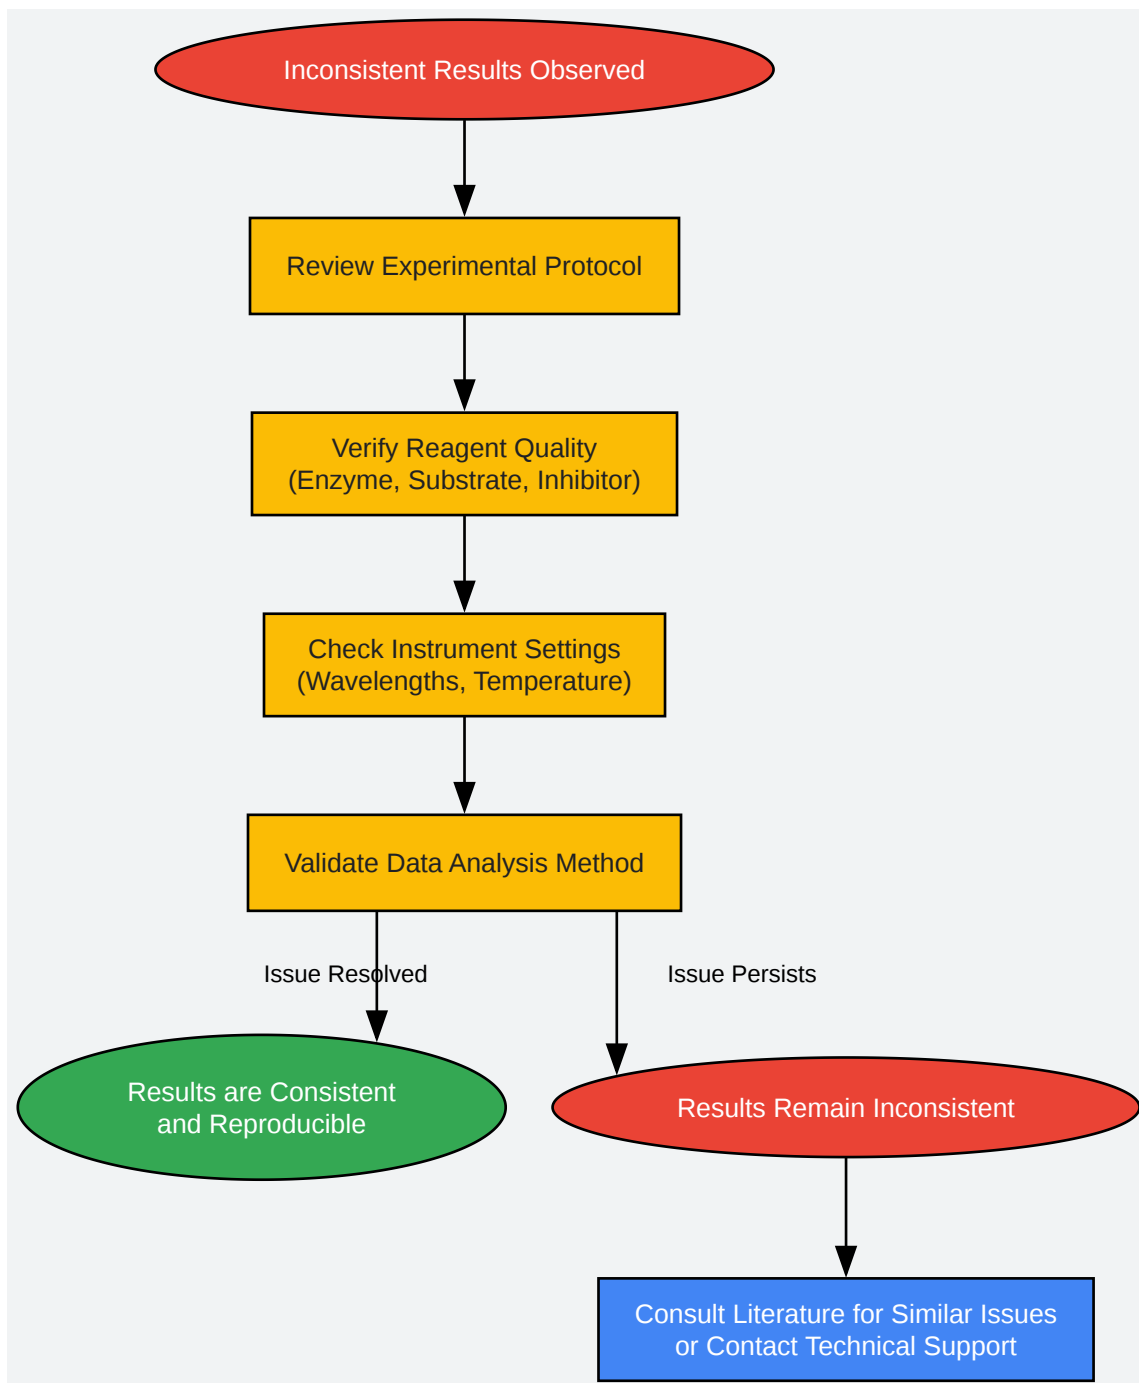 Inconsistent Results Observed
Review Experimental Protocol
Verify Reagent Quality
(Enzyme, Substrate, Inhibitor)
Check Instrument Settings
(Wavelengths, Temperature)
Validate Data Analysis Method
Issue Resolved
Issue Persists
Results are Consistent
and Reproducible
Results Remain Inconsistent
Consult Literature for Similar Issues
or Contact Technical Support